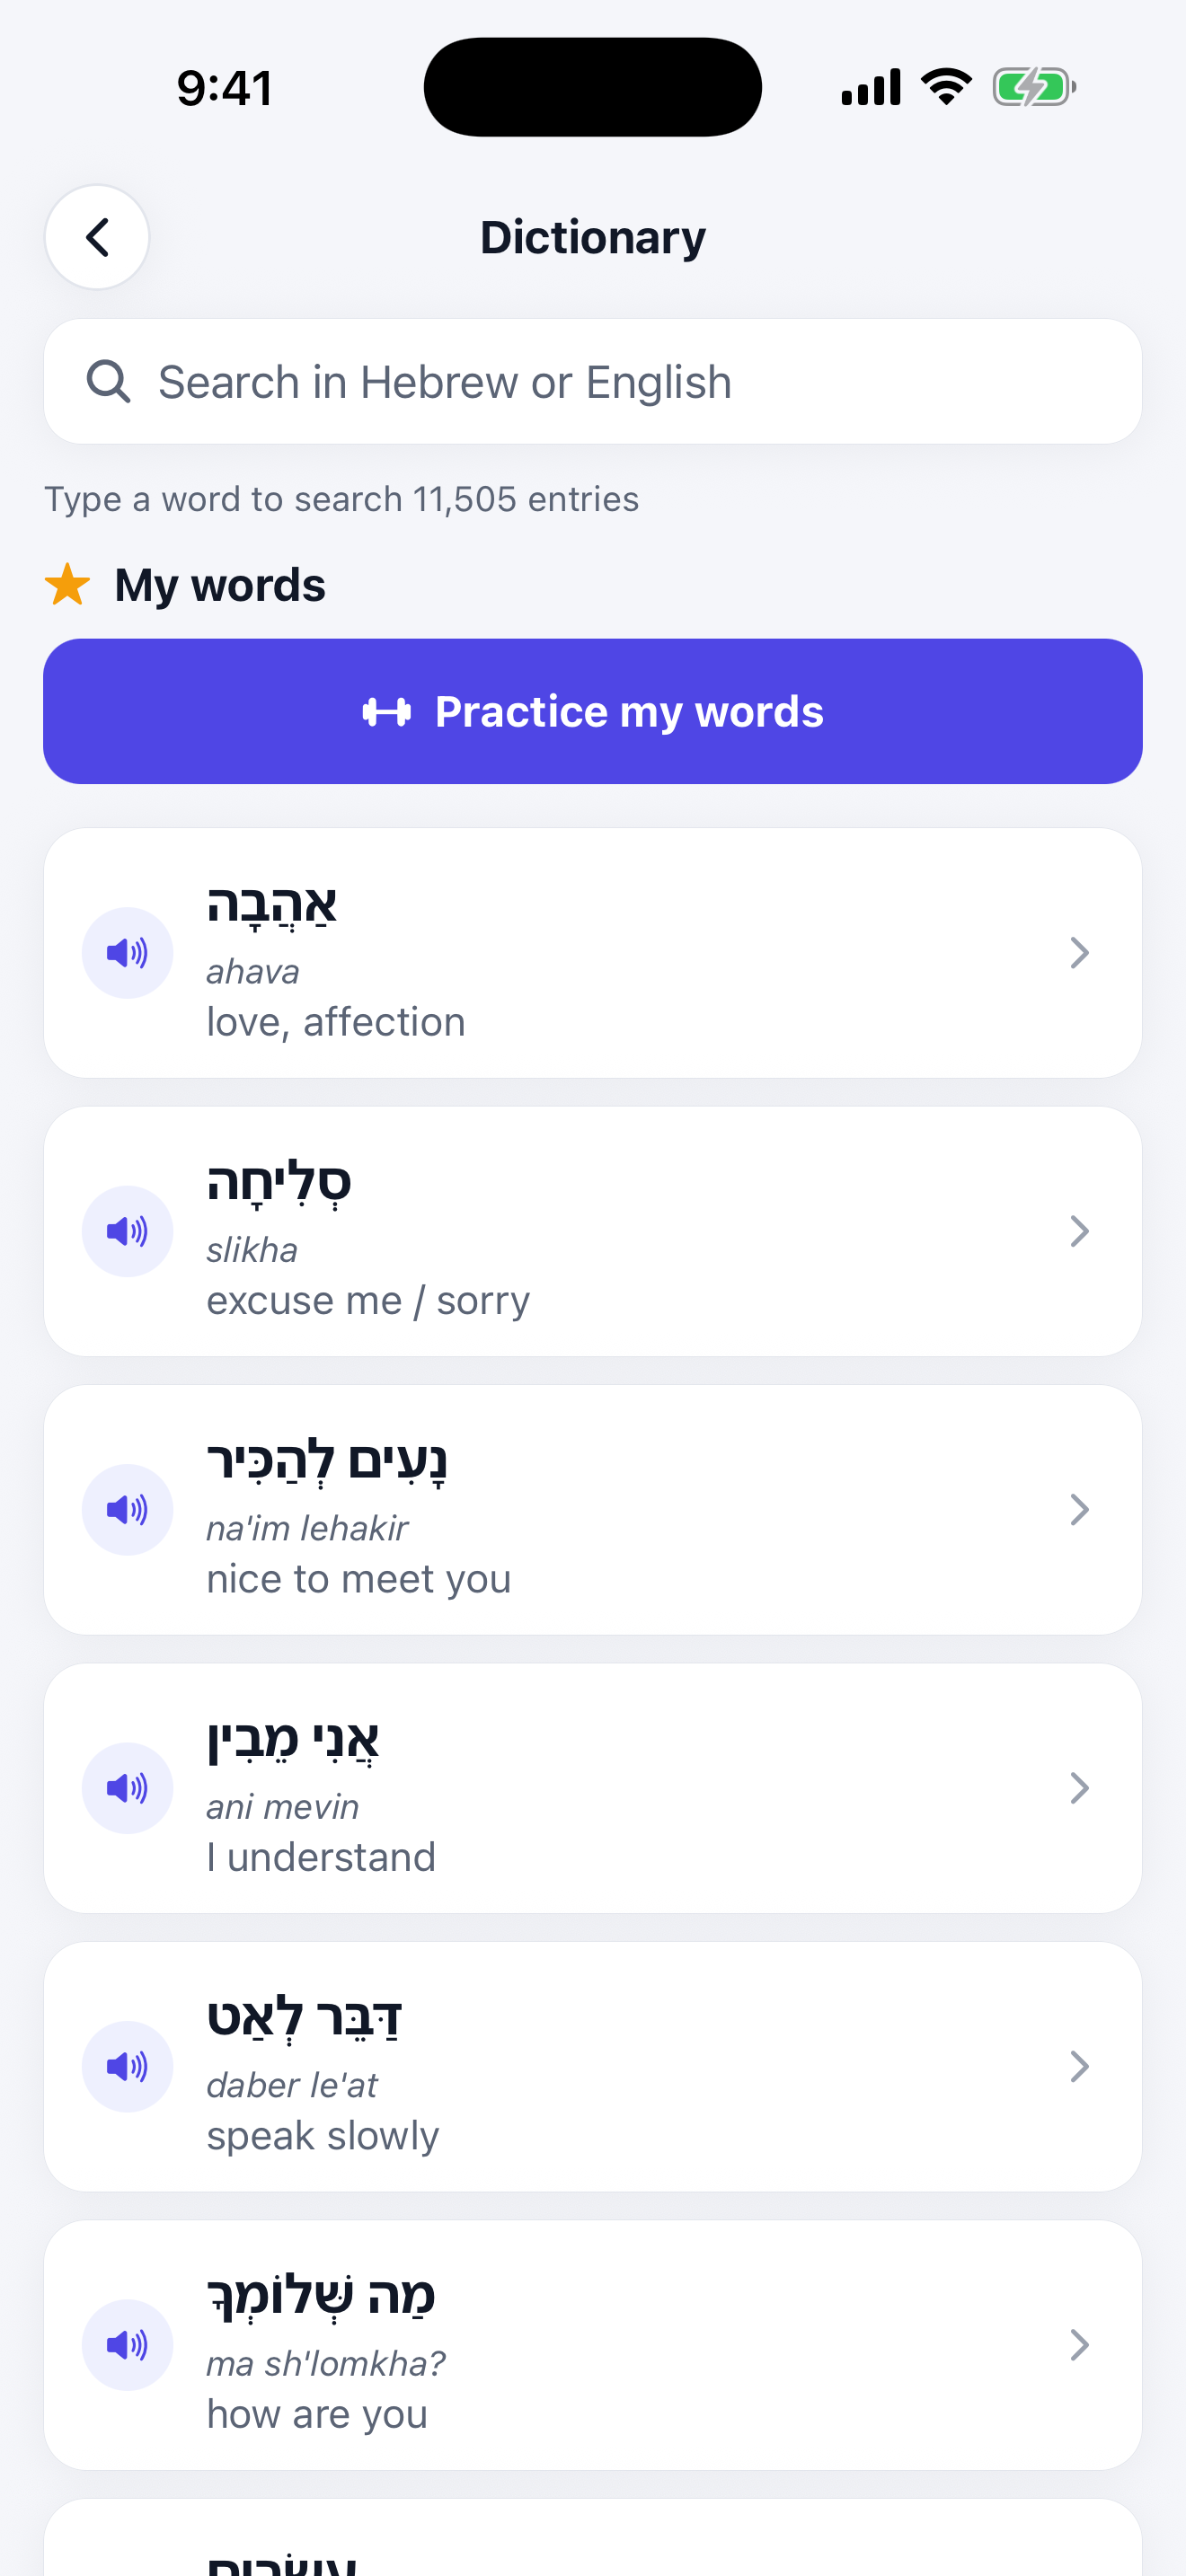 9:41
Dictionary
Search in Hebrew or English
Type a word to search 11,505 entries
My words
Practice my words
אַהֲבָה
ahava
love, affection
סְלִיחָה
slikha
excuse me / sorry
נָעִים לְהַכִּיר
na'im lehakir
nice to meet you
אֲנִי מֵבִין
ani mevin
I understand
דַּבֵּר לְאַט
daber le'at
speak slowly
מַה שְּׁלוֹמְךָ
ma sh'lomkha?
how are you